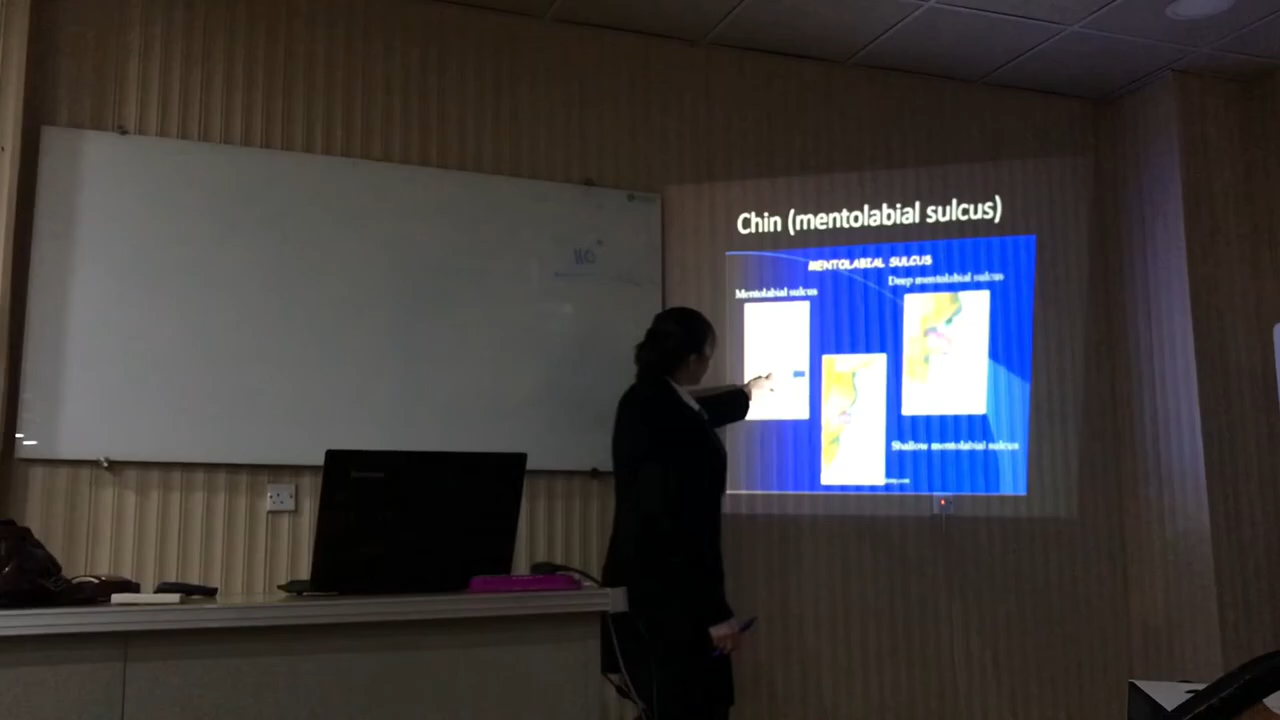 Chin (mentolabial sulcus)
MENTOLABIAL SULCUS
Mentolabial sulcus
Deep mentolabial sulcus
Shallow mentolabial sulcus